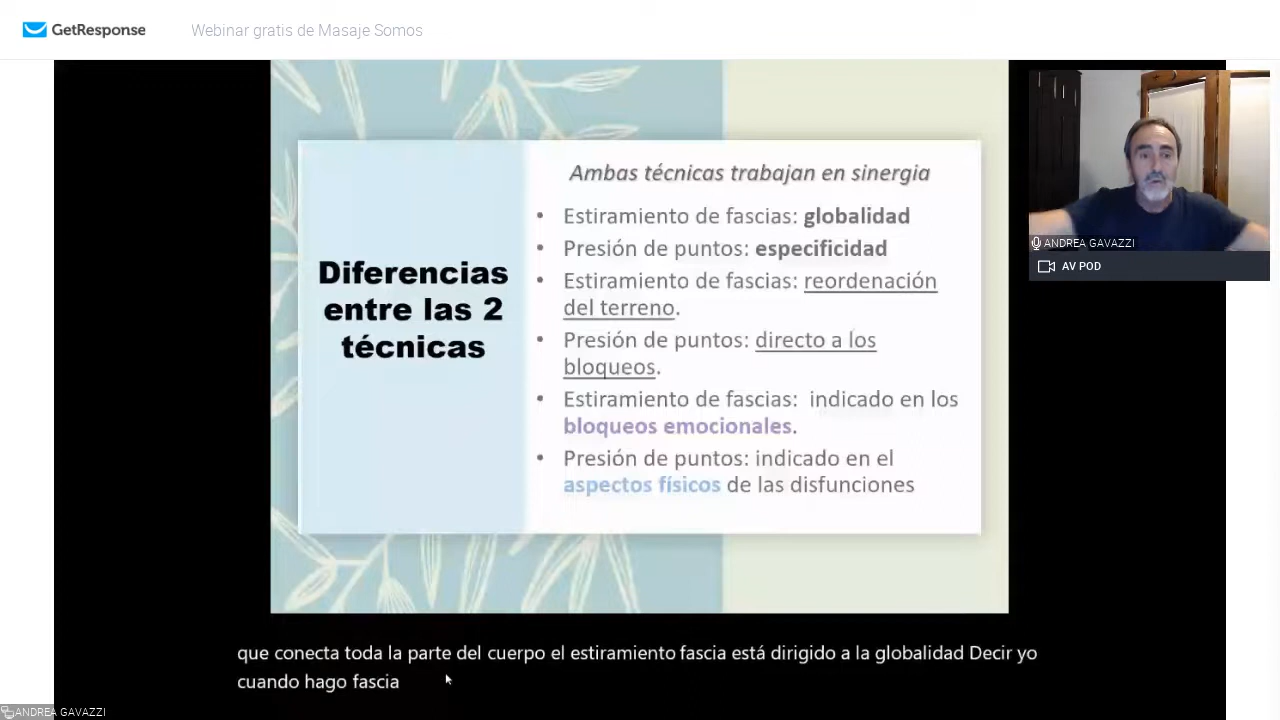 GetResponse
Webinar gratis de Masaje Somos
ANDREA GAVAZZI
AV POD
Diferencias
entre las 2
técnicas
Ambas técnicas trabajan en sinergia
• Estiramiento de fascias: globalidad
• Presión de puntos: especificidad
• Estiramiento de fascias: reordenación
del terreno.
• Presión de puntos: directo a los
bloqueos.
• Estiramiento de fascias: indicado en los
bloqueos emocionales.
• Presión de puntos: indicado en el
aspectos físicos de las disfunciones
que conecta toda la parte del cuerpo el estiramiento fascia está dirigido a la globalidad Decir yo
cuando hago fascia
ANDREA GAVAZZI